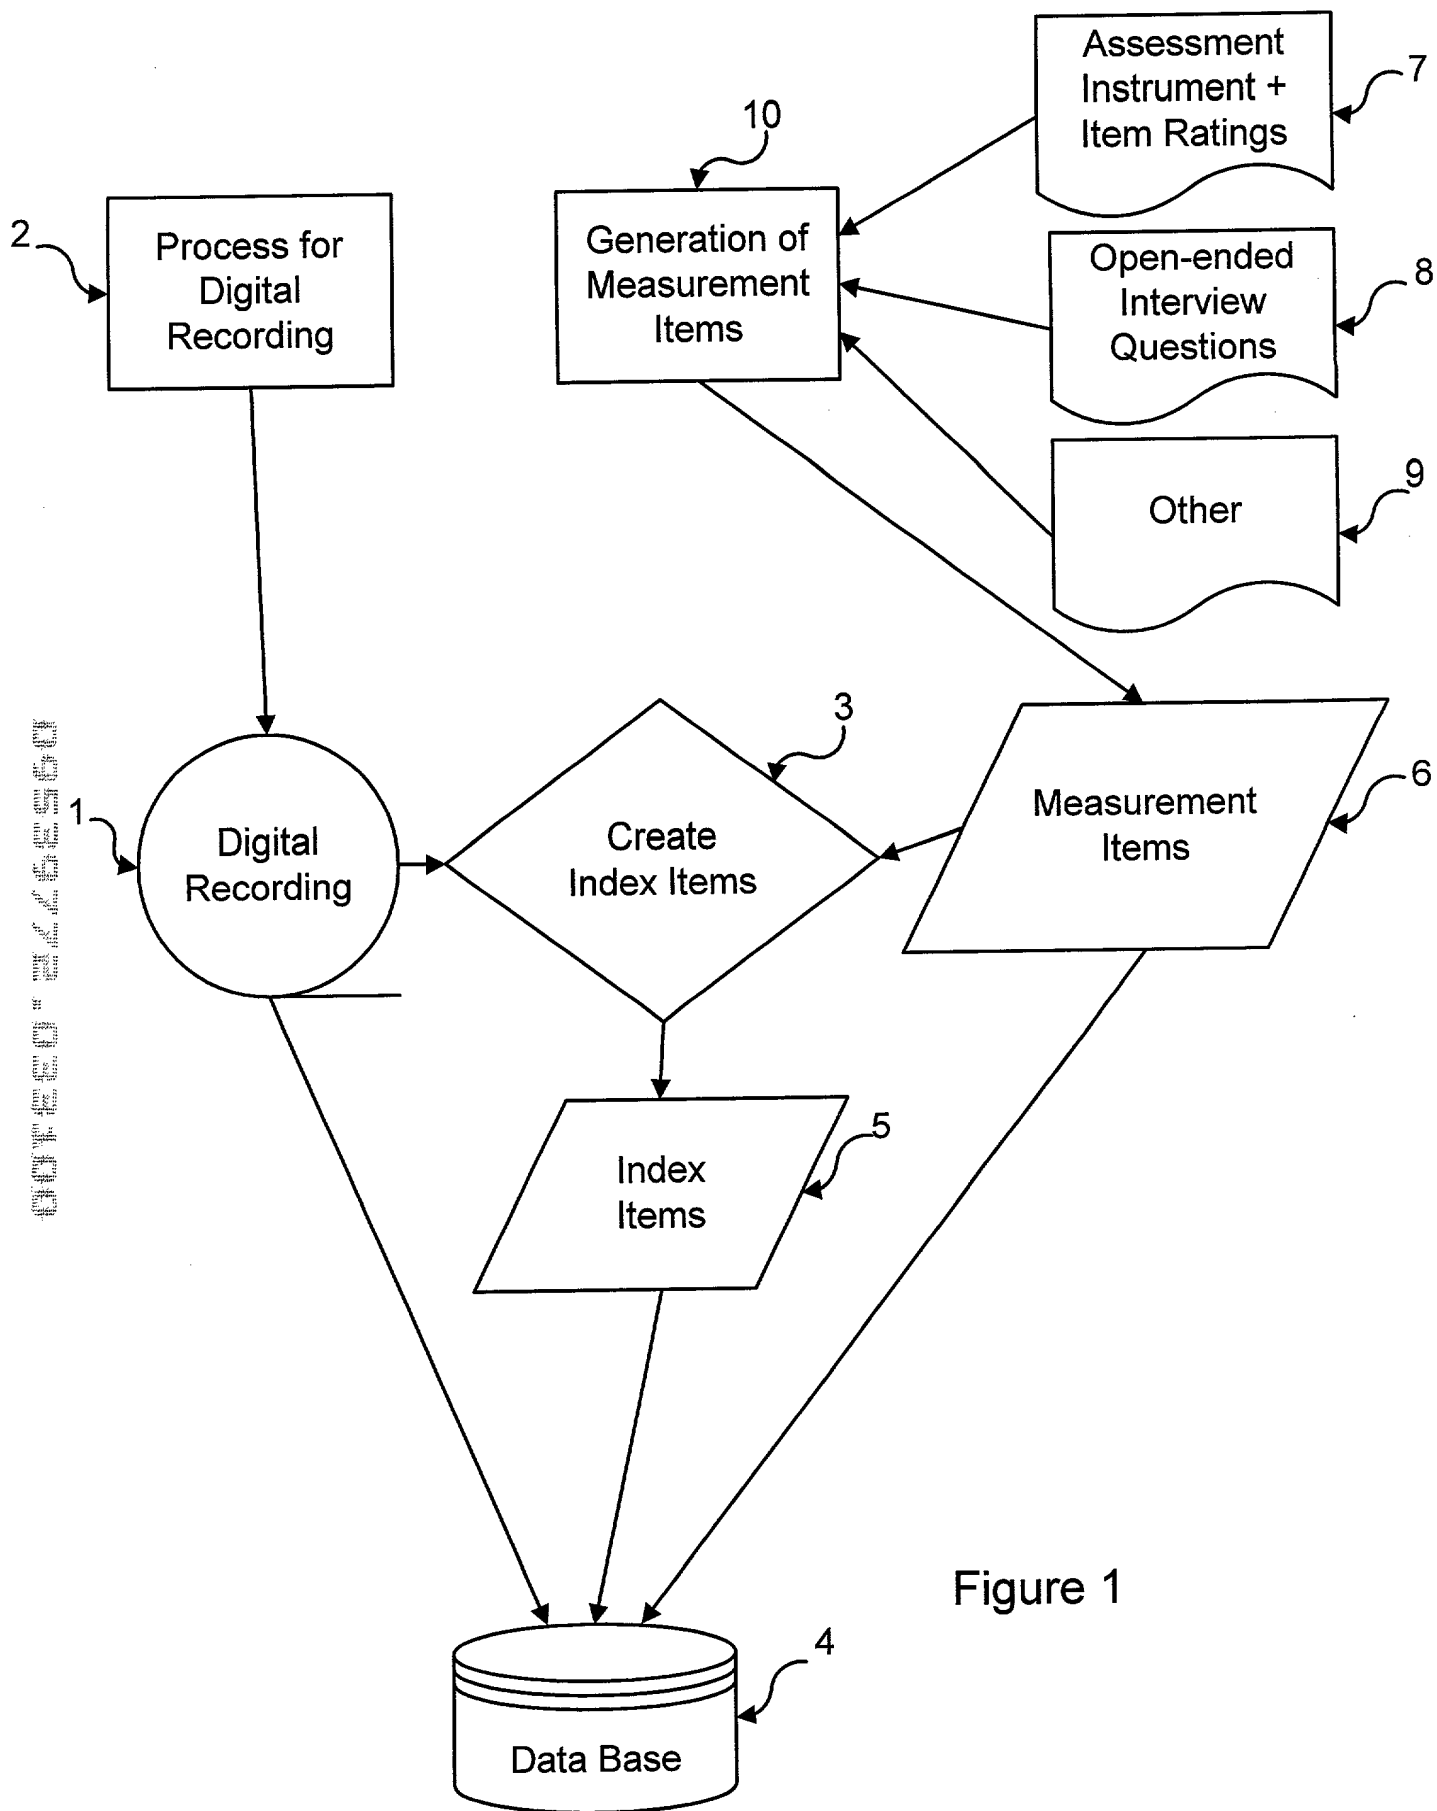 Assessment
Instrument +
Item Ratings
7
10
2
Process for
Digital
Recording
Generation of
Measurement
Items
Open-ended
Interview
Questions
8
Other
9
3
1
Digital
Recording
Create
Index Items
Measurement
Items
6
5
Index
Items
Figure 1
4
Data Base